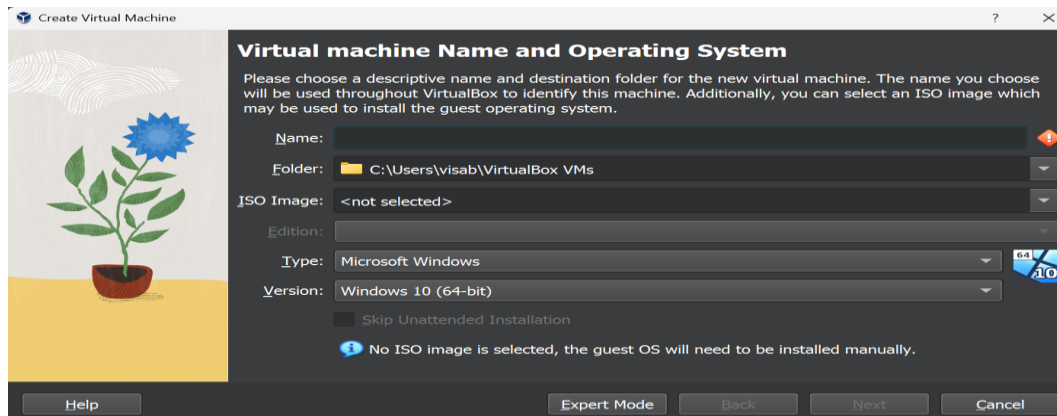 Create Virtual Machine
?
Virtual machine Name and Operating System
Please choose a descriptive name and destination folder for the new virtual machine. The name you choose
will be used throughout VirtualBox to identify this machine. Additionally, you can select an ISO image which
may be used to install the guest operating system.
Name:
Folder: C:\Users\visab\VirtualBox VMs
ISO Image: <not selected>
Edition:
Type: Microsoft Windows
64
10
Version: Windows 10 (64-bit)
Skip Unattended Installation
No ISO image is selected, the guest OS will need to be installed manually.
Help Expert Mode Back Next Cancel